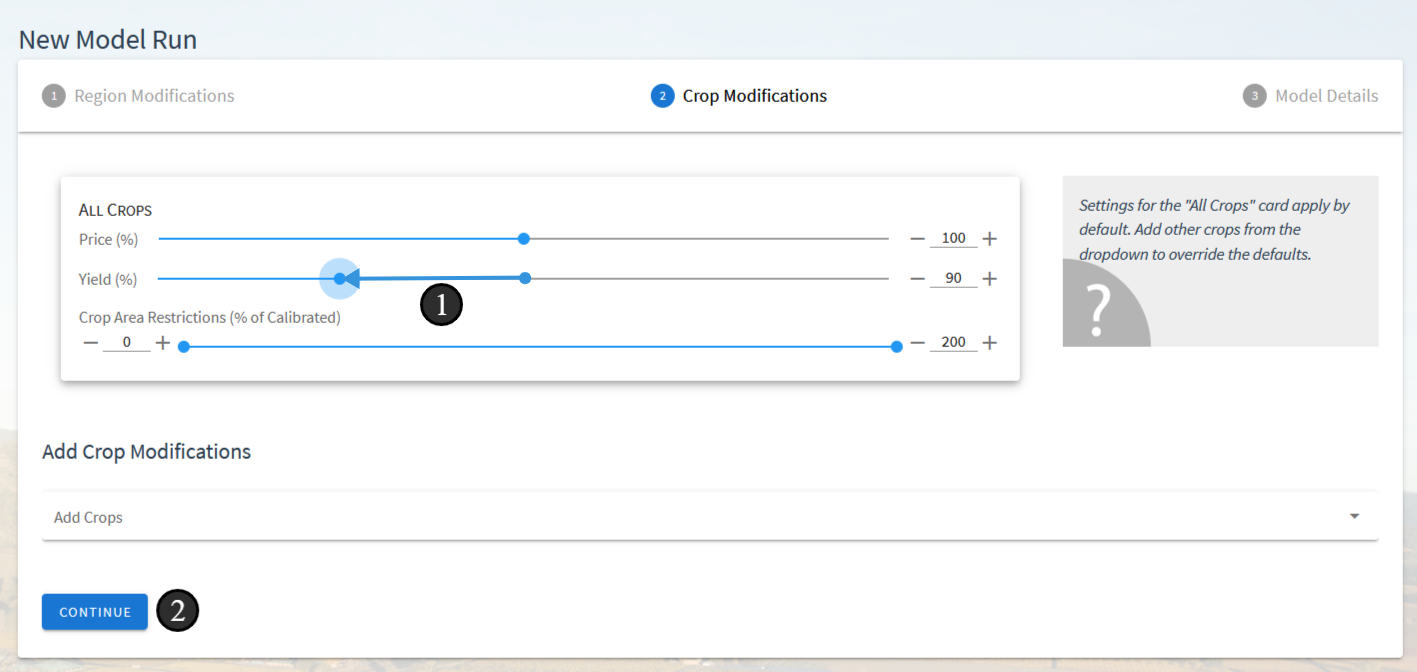 New Model Run
1 Region Modifications
2 Crop Modifications
3 Model Details
ALL CROPS
Price (%) − 100 +
Yield (%) − 90 +
1
Crop Area Restrictions (% of Calibrated)
− 0 + − 200 +
Settings for the "All Crops" card apply by
default. Add other crops from the
dropdown to override the defaults.
?
Add Crop Modifications
Add Crops
CONTINUE 2